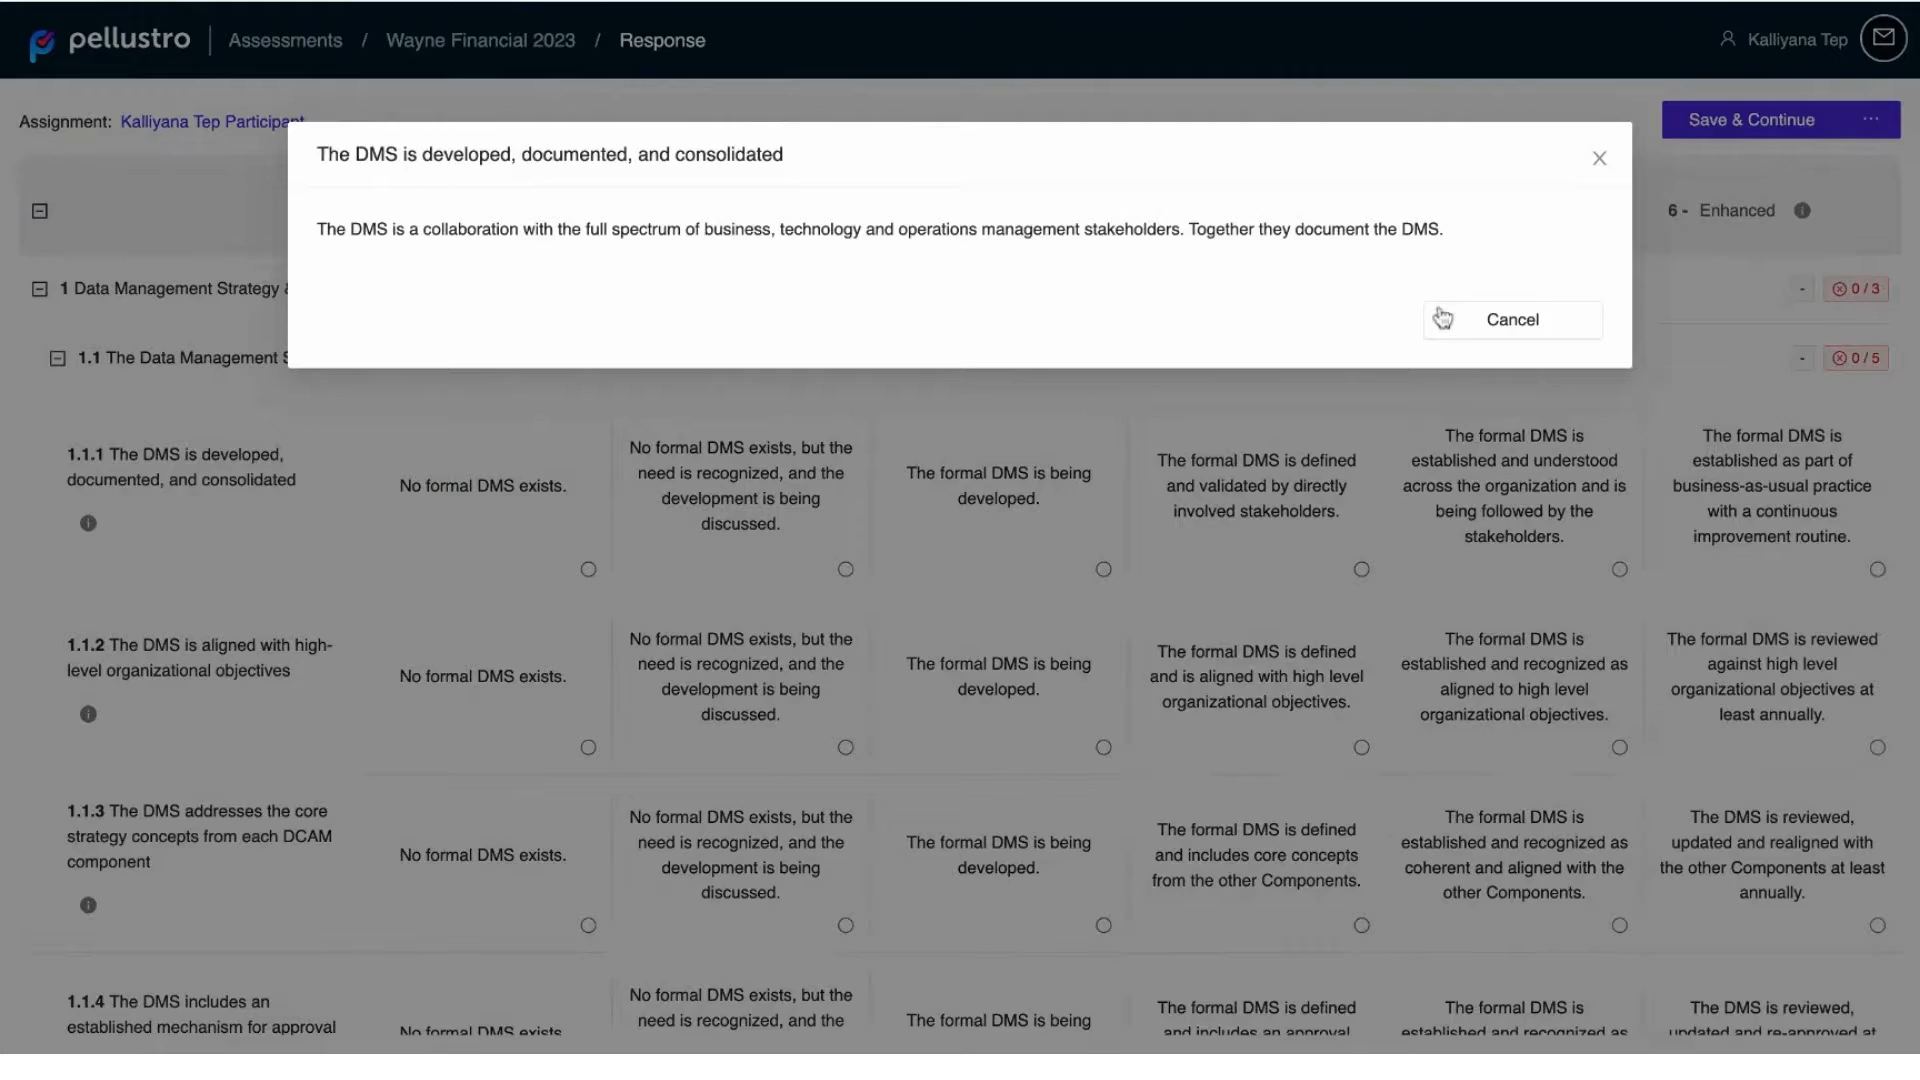 pellustro
Assessments / Wayne Financial 2023 / Response
Kalliyana Tep
Assignment: Kalliyana Tep Participant
Save & Continue ...
The DMS is developed, documented, and consolidated
The DMS is a collaboration with the full spectrum of business, technology and operations management stakeholders. Together they document the DMS.
Cancel
6 - Enhanced
1 Data Management Strategy
- 0 / 3
1.1 The Data Management
- 0 / 5
1.1.1 The DMS is developed,
documented, and consolidated
No formal DMS exists.
No formal DMS exists, but the
need is recognized, and the
development is being
discussed.
The formal DMS is being
developed.
The formal DMS is defined
and validated by directly
involved stakeholders.
The formal DMS is
established and understood
across the organization and is
being followed by the
stakeholders.
The formal DMS is
established as part of
business-as-usual practice
with a continuous
improvement routine.
1.1.2 The DMS is aligned with high-
level organizational objectives
No formal DMS exists.
No formal DMS exists, but the
need is recognized, and the
development is being
discussed.
The formal DMS is being
developed.
The formal DMS is defined
and is aligned with high level
organizational objectives.
The formal DMS is
established and recognized as
aligned to high level
organizational objectives.
The formal DMS is reviewed
against high level
organizational objectives at
least annually.
1.1.3 The DMS addresses the core
strategy concepts from each DCAM
component
No formal DMS exists.
No formal DMS exists, but the
need is recognized, and the
development is being
discussed.
The formal DMS is being
developed.
The formal DMS is defined
and includes core concepts
from the other Components.
The formal DMS is
established and recognized as
coherent and aligned with the
other Components.
The DMS is reviewed,
updated and realigned with
the other Components at least
annually.
1.1.4 The DMS includes an
established mechanism for approval
No formal DMS exists
No formal DMS exists, but the
need is recognized, and the
The formal DMS is being
The formal DMS is defined
and includes an approval
The formal DMS is
established and recognized as
The DMS is reviewed,
updated and re-approved at